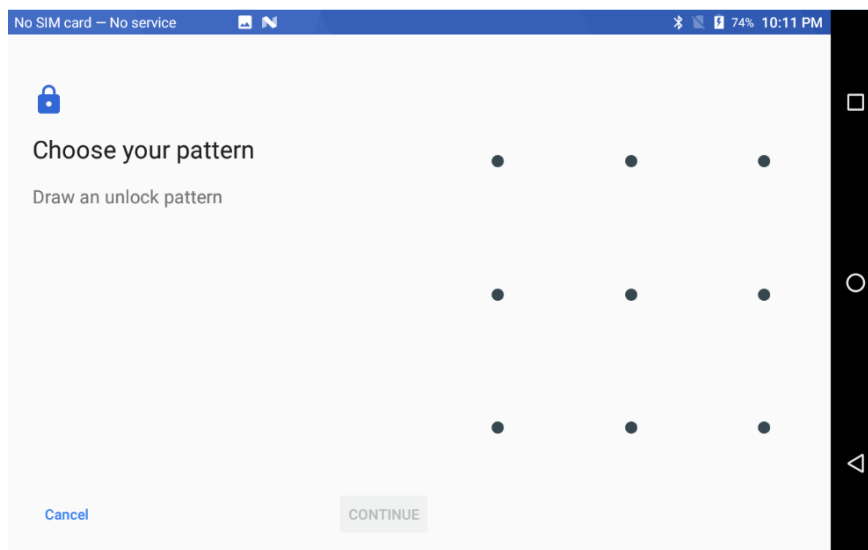 No SIM card — No service
74% 10:11 PM
Choose your pattern
Draw an unlock pattern
Cancel
CONTINUE